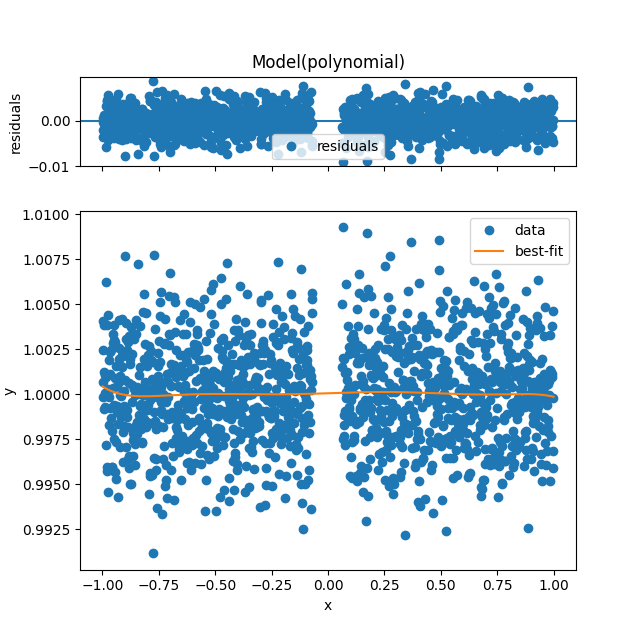 Model(polynomial)
residuals
0.00
−0.01
residuals
1.0100
1.0075
1.0050
1.0025
1.0000
0.9975
0.9950
0.9925
y
data
best-fit
−1.00 −0.75 −0.50 −0.25 0.00 0.25 0.50 0.75 1.00
x